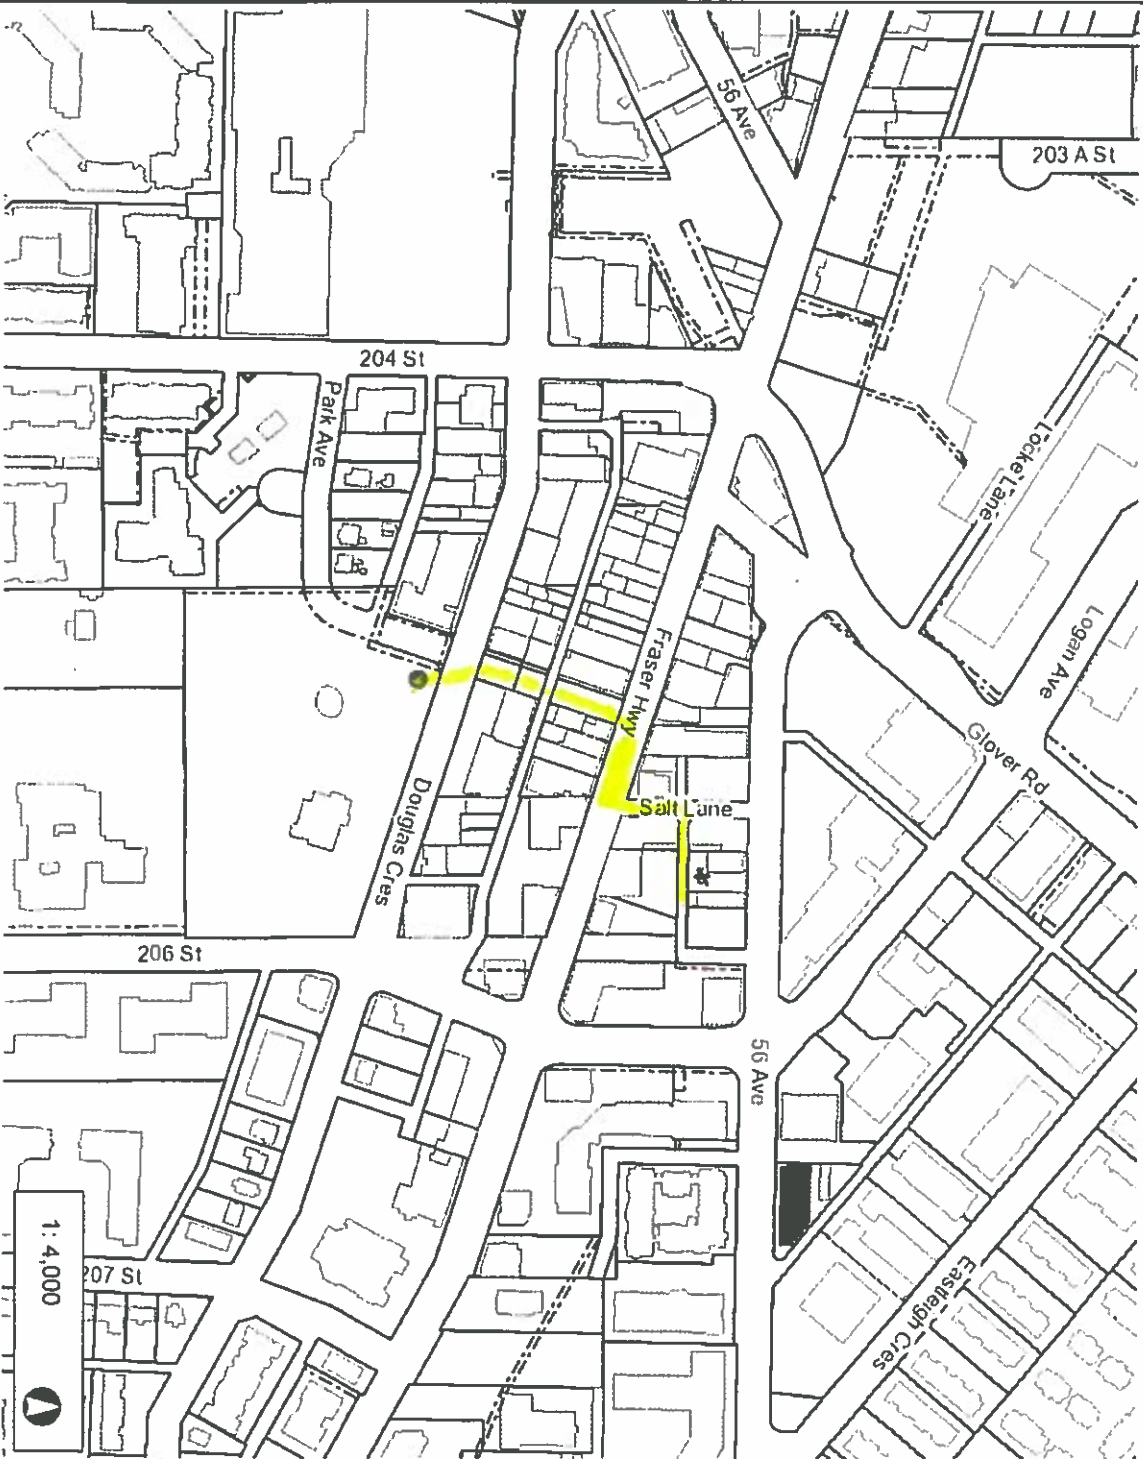 56 Ave
203 A St
204 St
Park Ave
Locke Lane
Logan Ave
Fraser Hwy
Glover Rd
Salt Lane
Douglas Cres
206 St
56 Ave
207 St
Eastleigh Cres
1: 4,000